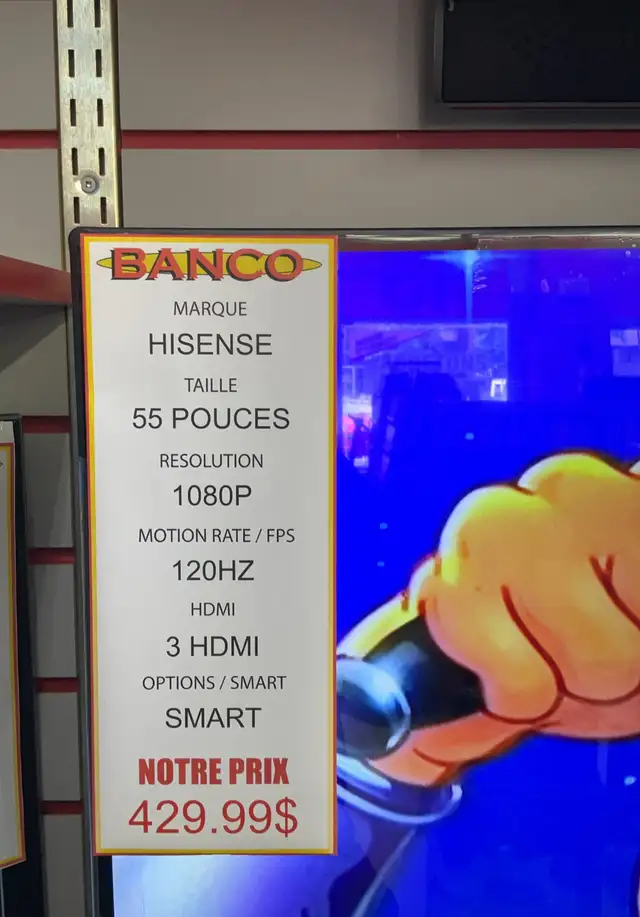 BANCO
MARQUE
HISENSE
TAILLE
55 POUCES
RESOLUTION
1080P
MOTION RATE / FPS
120HZ
HDMI
3 HDMI
OPTIONS / SMART
SMART
NOTRE PRIX
429.99$